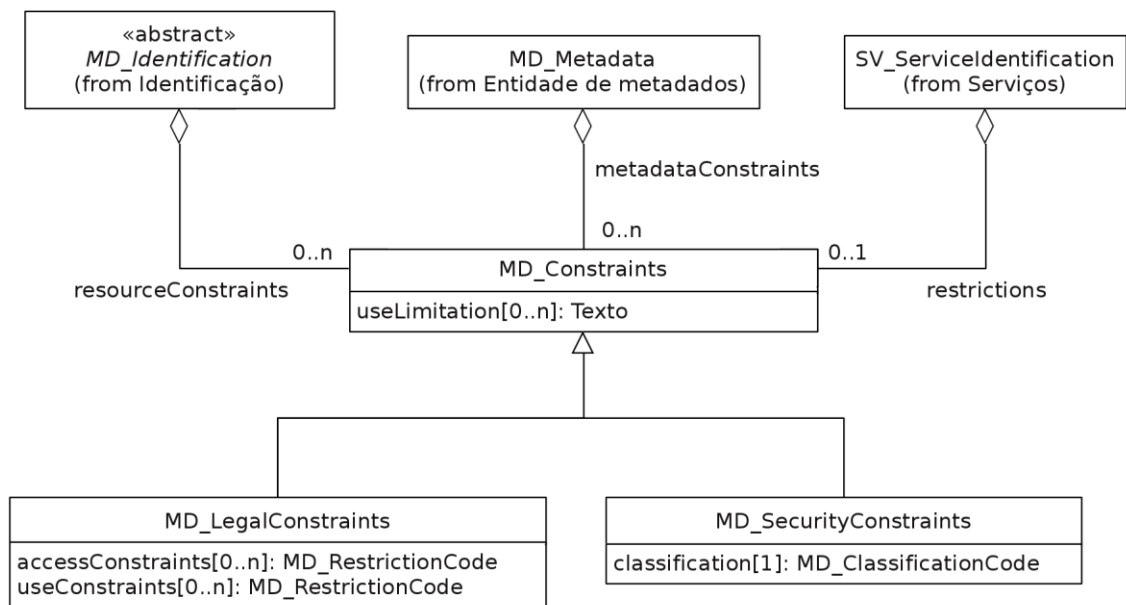 «abstract»
MD_Identification
(from Identificação)
MD_Metadata
(from Entidade de metadados)
SV_ServiceIdentification
(from Serviços)
metadataConstraints
0..n
0..n
0..1
resourceConstraints
restrictions
MD_Constraints
useLimitation[0..n]: Texto
MD_LegalConstraints
accessConstraints[0..n]: MD_RestrictionCode
useConstraints[0..n]: MD_RestrictionCode
MD_SecurityConstraints
classification[1]: MD_ClassificationCode